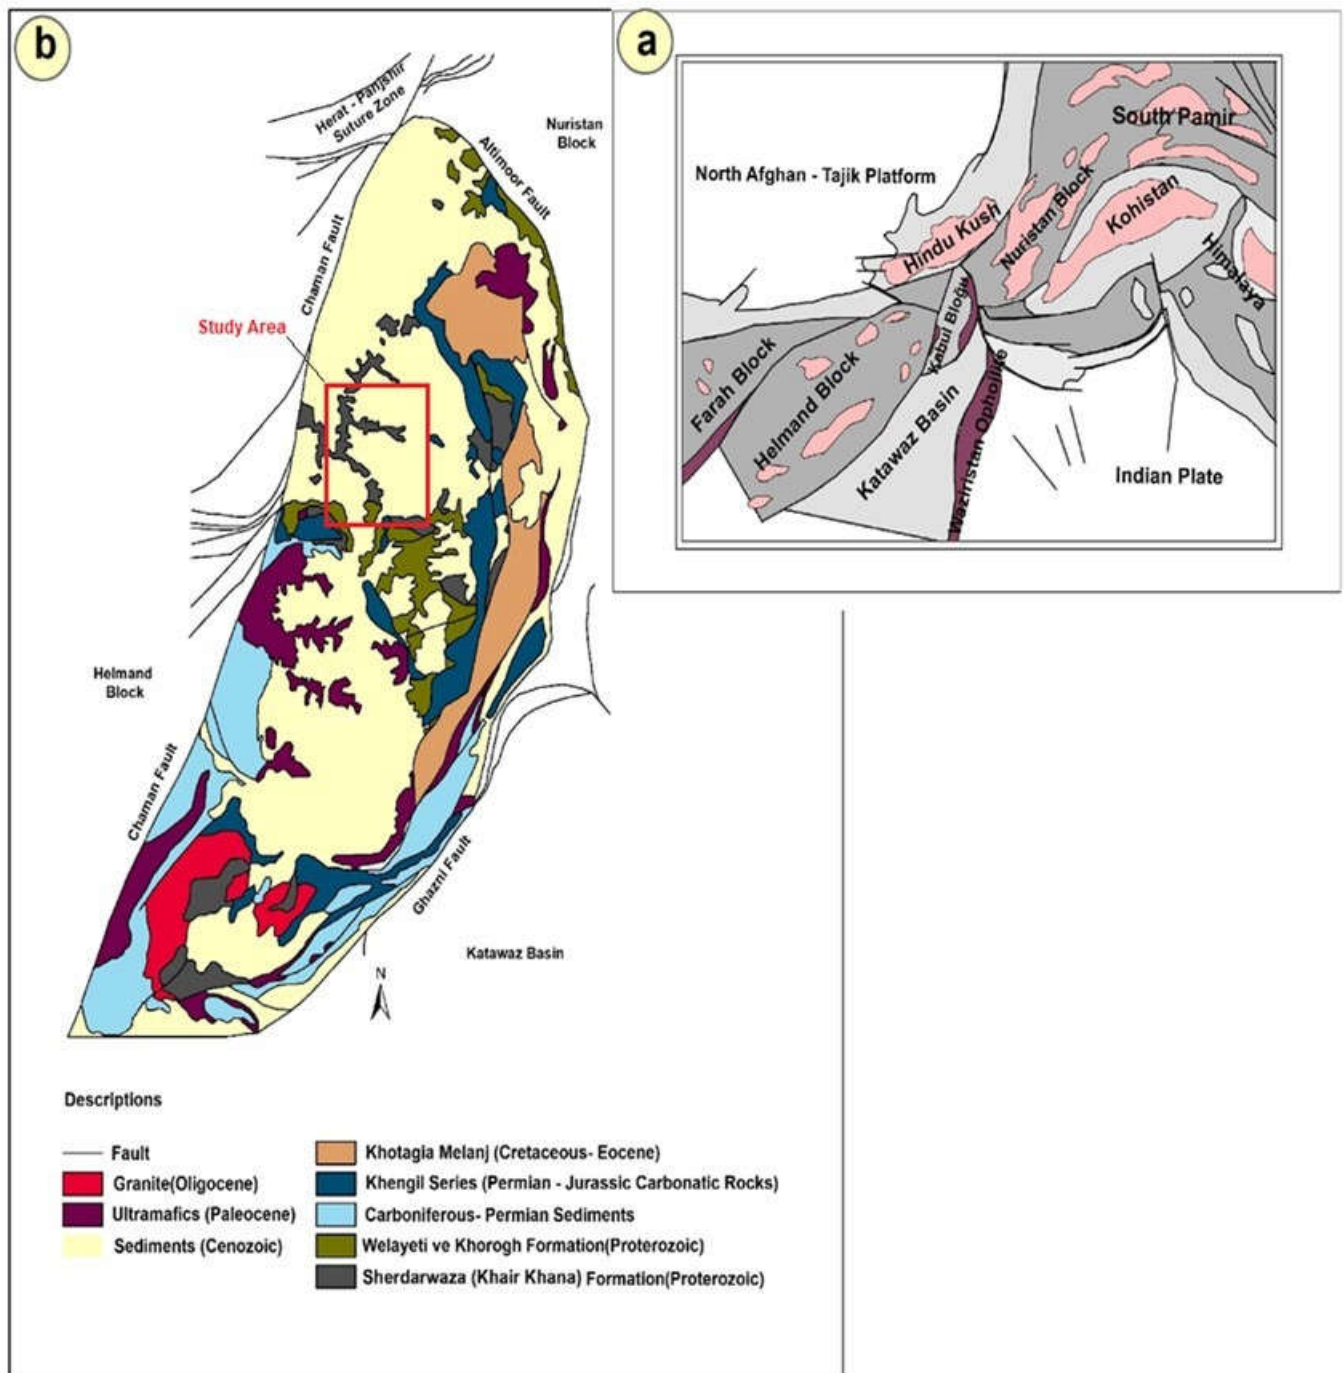 b
Herat - Panjshir
Suture Zone
Nuristan
Block
Altimoor Fault
Chaman Fault
Study Area
Helmand
Block
Chaman Fault
Ghazni Fault
Katawaz Basin
N
Descriptions
Fault
Granite(Oligocene)
Ultramafics (Paleocene)
Sediments (Cenozoic)
Khotagia Melanj (Cretaceous- Eocene)
Khengil Series (Permian - Jurassic Carbonatic Rocks)
Carboniferous- Permian Sediments
Welayeti ve Khorogh Formation(Proterozoic)
Sherdarwaza (Khair Khana) Formation(Proterozoic)
a
South Pamir
North Afghan - Tajik Platform
Nuristan Block
Kohistan
Hindu Kush
Himalaya
Kabul Bloğu
Farah Block
Helmand Block
Katawaz Basin
Waziristan Ophiolite
Indian Plate